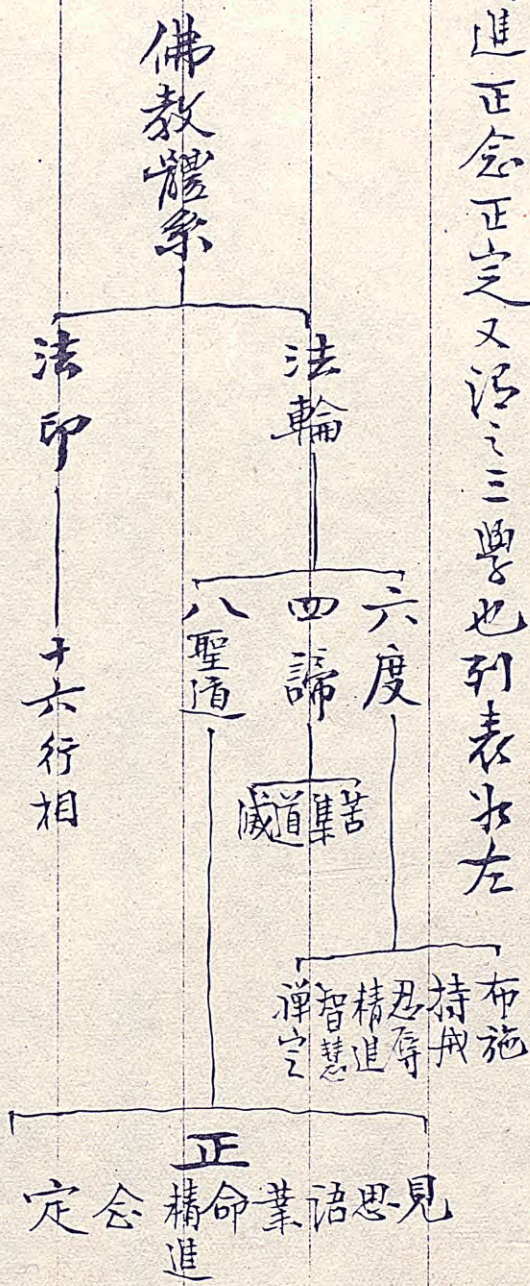 進正念正定又謂之三學也列表於左
佛教體系
法輪
法印
六度
四諦
八聖道
十六行相
苦集道滅
布施
持戒
忍辱
精進
智慧
禅定
正
見思語業命精進念定